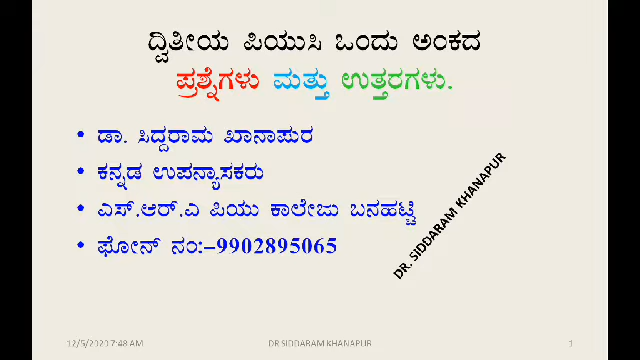 ದ್ವಿತೀಯ ಪಿಯುಸಿ ಒಂದು ಅಂಕದ
ಪ್ರಶ್ನೆಗಳು ಮತ್ತು ಉತ್ತರಗಳು.
• ಡಾ. ಸಿದ್ದರಾಮ ಖಾನಾಪುರ
• ಕನ್ನಡ ಉಪನ್ಯಾಸಕರು
• ಎಸ್.ಆರ್.ಎ ಪಿಯು ಕಾಲೇಜು ಬನಹಟ್ಟಿ
• ಫೋನ್ ನಂ:-9902895065
DR. SIDDARAM KHANAPUR
12/5/2020 7:48 AM
DR SIDDARAM KHANAPUR
1